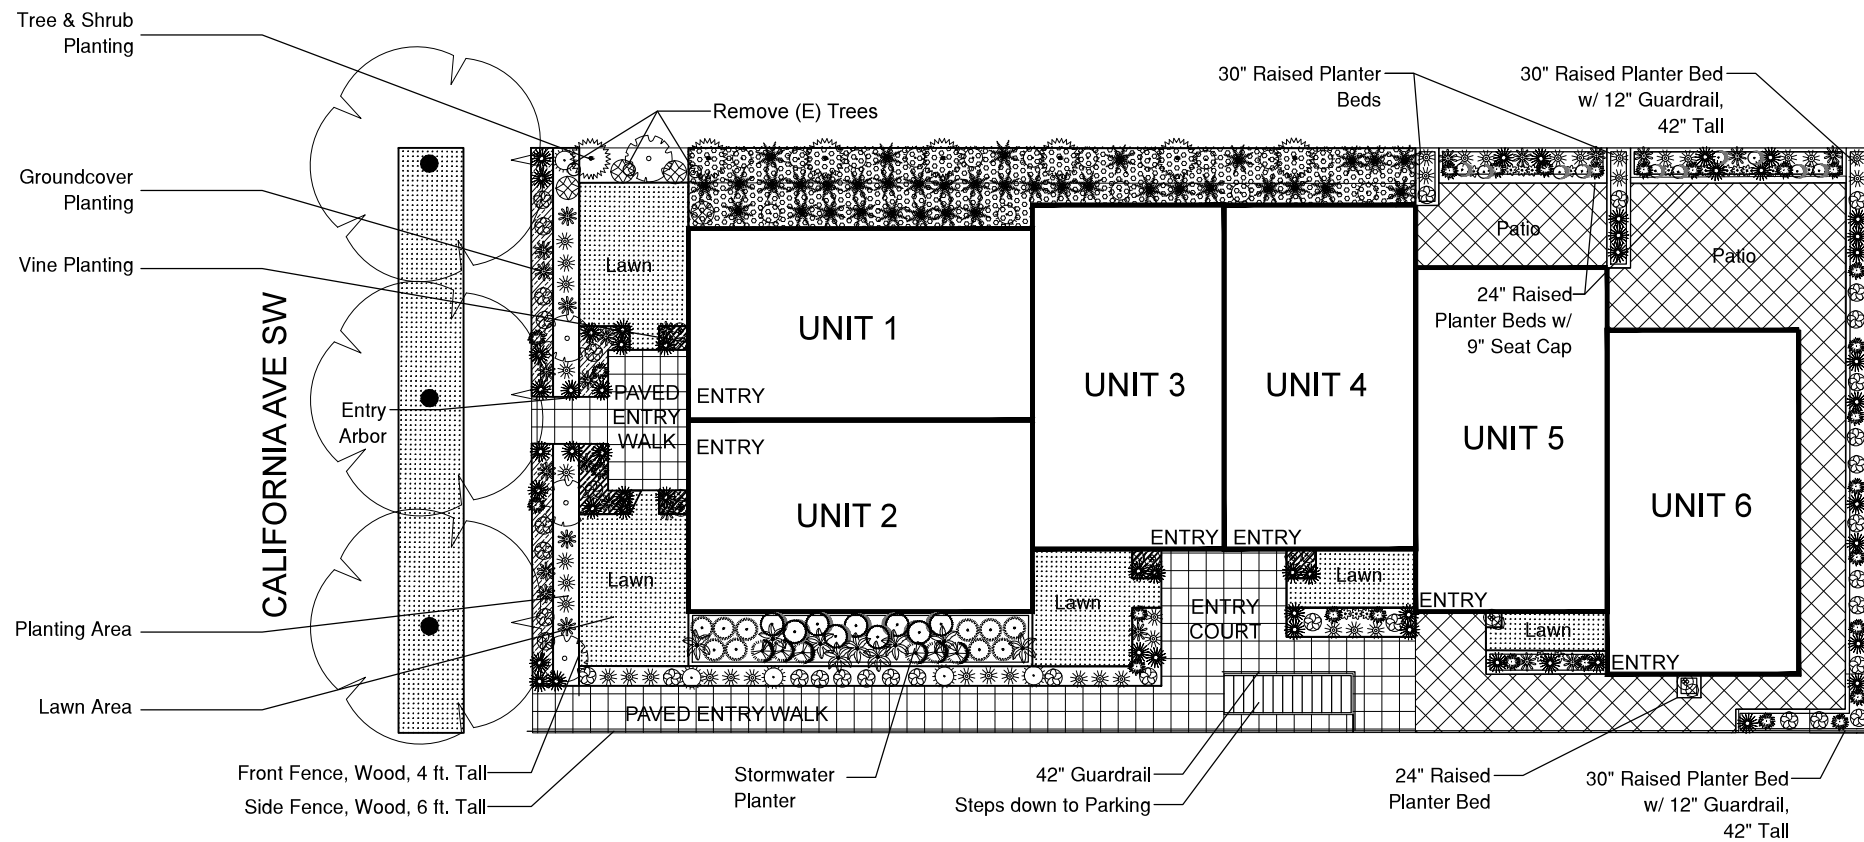 Tree & Shrub
Planting
Remove (E) Trees
30" Raised Planter
Beds
30" Raised Planter Bed
w/ 12" Guardrail,
42" Tall
Groundcover
Planting
Vine Planting
Lawn
Patio
Patio
24" Raised
Planter Beds w/
9" Seat Cap
CALIFORNIA AVE SW
Entry
Arbor
PAVED
ENTRY
WALK
UNIT 1
ENTRY
ENTRY
UNIT 2
UNIT 3
ENTRY
UNIT 4
ENTRY
UNIT 5
ENTRY
UNIT 6
ENTRY
Lawn
Lawn
ENTRY
COURT
Lawn
Lawn
Planting Area
Lawn Area
PAVED ENTRY WALK
Front Fence, Wood, 4 ft. Tall
Side Fence, Wood, 6 ft. Tall
Stormwater
Planter
42" Guardrail
Steps down to Parking
24" Raised
Planter Bed
30" Raised Planter Bed
w/ 12" Guardrail,
42" Tall